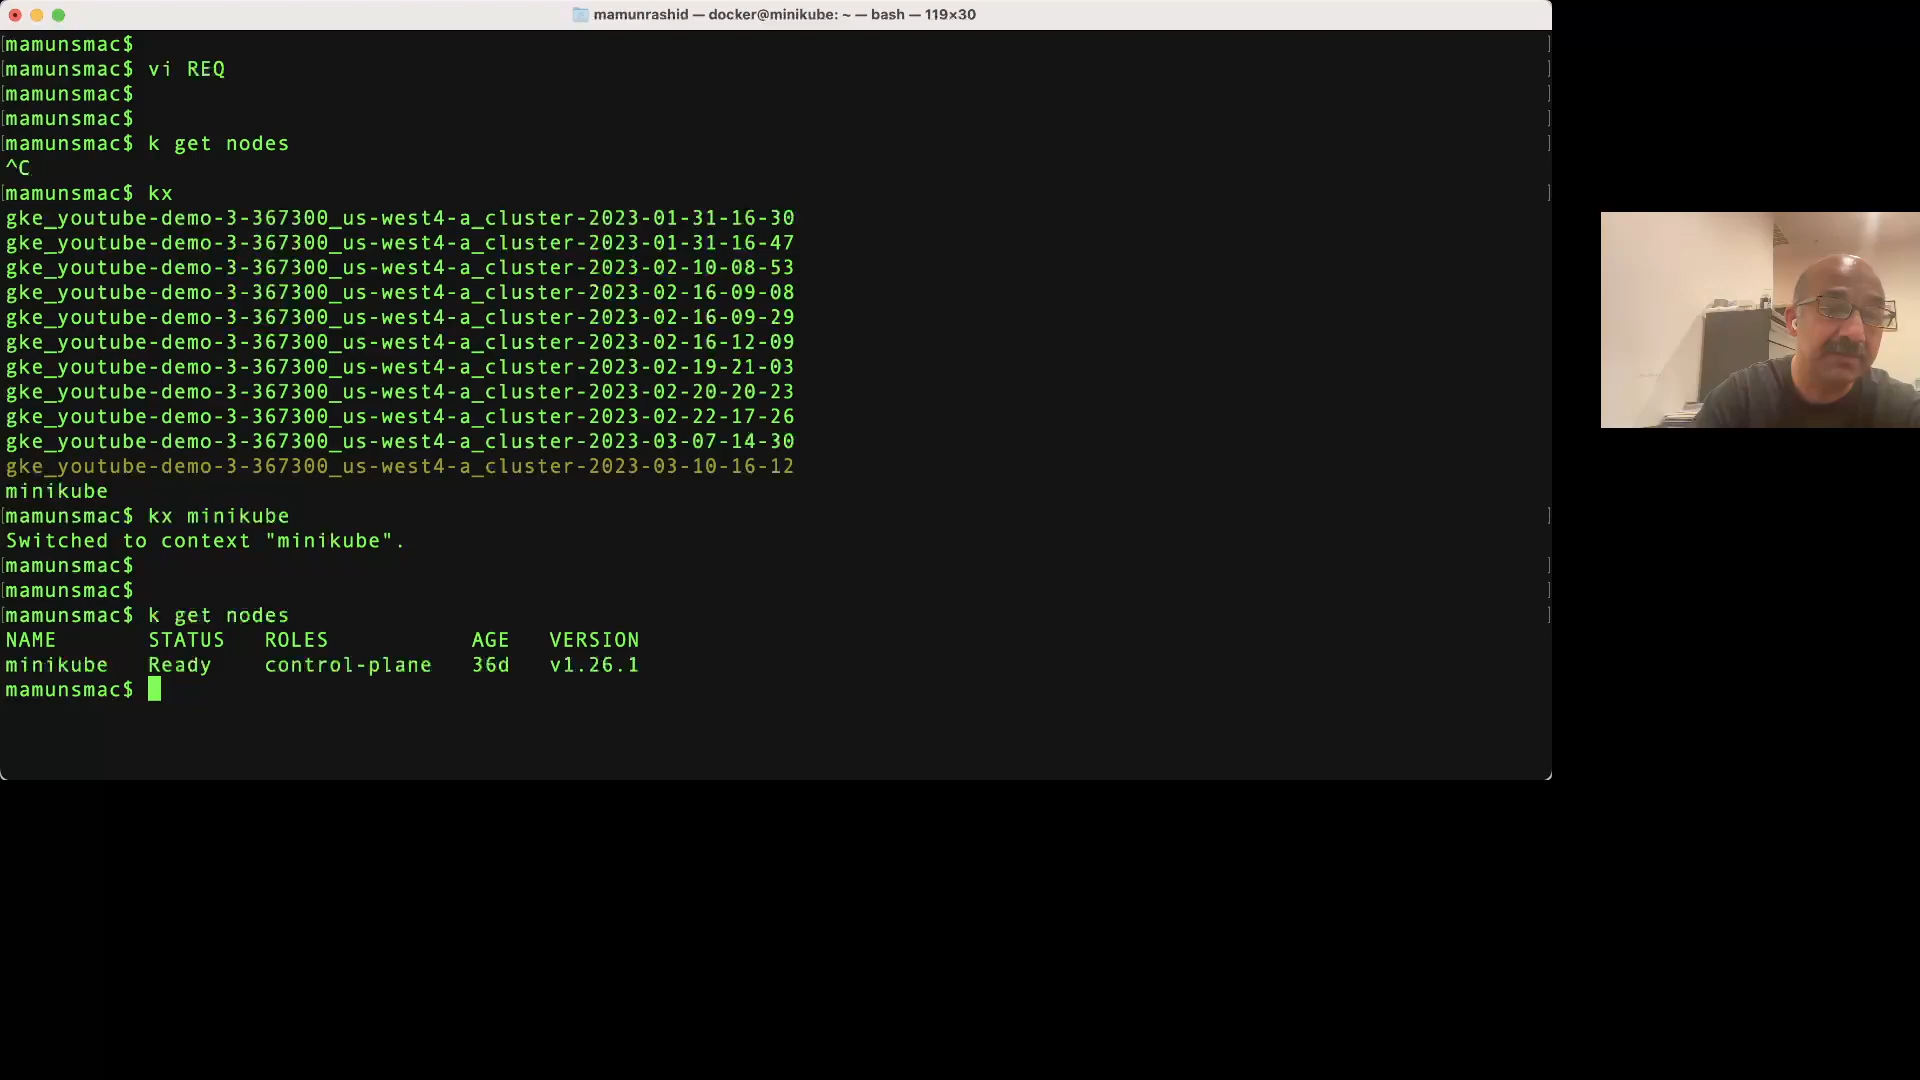 mamunrashid — docker@minikube: ~ — bash — 119×30
mamunsmac$
mamunsmac$ vi REQ
mamunsmac$
mamunsmac$
mamunsmac$ k get nodes
^C
mamunsmac$ kx
gke_youtube-demo-3-367300_us-west4-a_cluster-2023-01-31-16-30
gke_youtube-demo-3-367300_us-west4-a_cluster-2023-01-31-16-47
gke_youtube-demo-3-367300_us-west4-a_cluster-2023-02-10-08-53
gke_youtube-demo-3-367300_us-west4-a_cluster-2023-02-16-09-08
gke_youtube-demo-3-367300_us-west4-a_cluster-2023-02-16-09-29
gke_youtube-demo-3-367300_us-west4-a_cluster-2023-02-16-12-09
gke_youtube-demo-3-367300_us-west4-a_cluster-2023-02-19-21-03
gke_youtube-demo-3-367300_us-west4-a_cluster-2023-02-20-20-23
gke_youtube-demo-3-367300_us-west4-a_cluster-2023-02-22-17-26
gke_youtube-demo-3-367300_us-west4-a_cluster-2023-03-07-14-30
gke_youtube-demo-3-367300_us-west4-a_cluster-2023-03-10-16-12
minikube
mamunsmac$ kx minikube
Switched to context "minikube".
mamunsmac$
mamunsmac$
mamunsmac$ k get nodes
NAME STATUS ROLES AGE VERSION
minikube Ready control-plane 36d v1.26.1
mamunsmac$